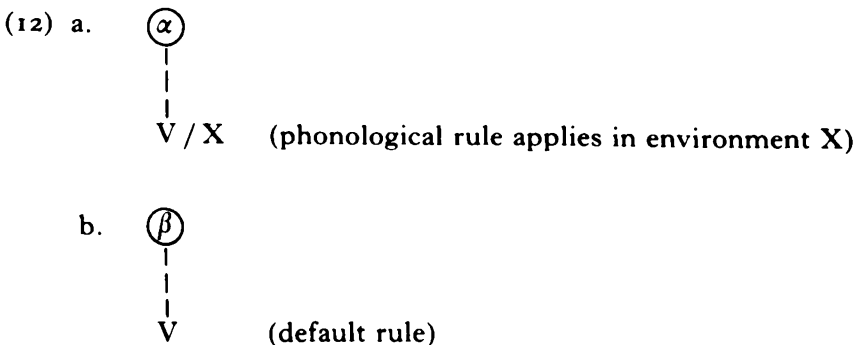 (12) a. α
V / X (phonological rule applies in environment X)
b. β
V (default rule)